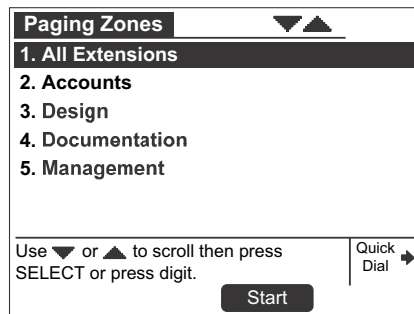 Paging Zones
1. All Extensions
2. Accounts
3. Design
4. Documentation
5. Management
Use ▼ or ▲ to scroll then press
SELECT or press digit.
Quick
Dial
Start